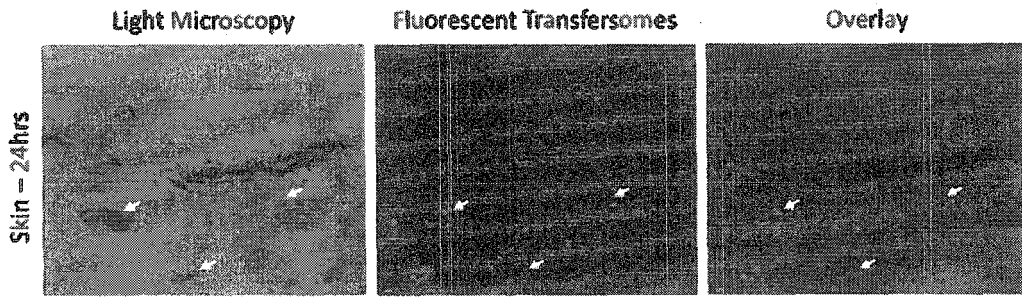 Light Microscopy
Fluorescent Transfersomes
Overlay
Skin – 24hrs